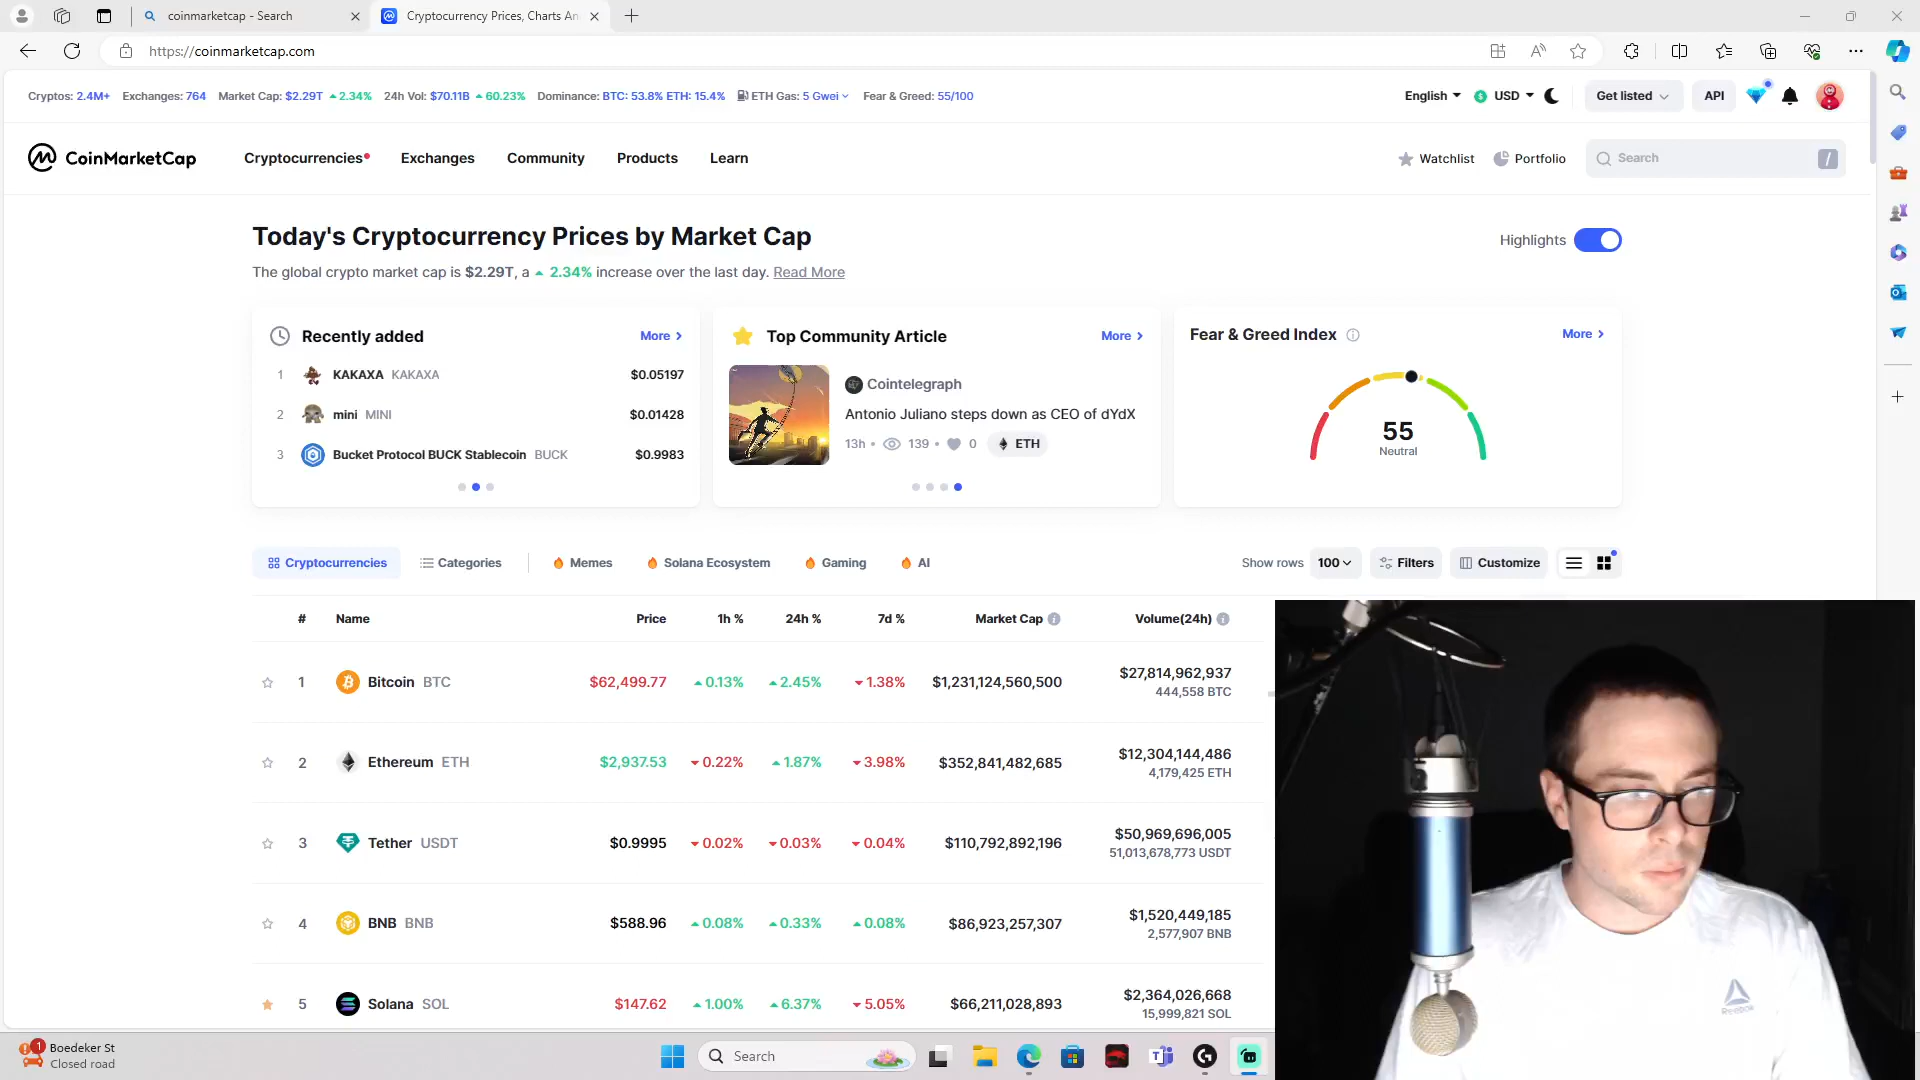 coinmarketcap - Search
Cryptocurrency Prices, Charts An
https://coinmarketcap.com
Cryptos: 2.4M+ Exchanges: 764 Market Cap: $2.29T 2.34% 24h Vol: $70.11B 60.23% Dominance: BTC: 53.8% ETH: 15.4% ETH Gas: 5 Gwei Fear & Greed: 55/100
English USD Get listed API
CoinMarketCap Cryptocurrencies Exchanges Community Products Learn
Watchlist Portfolio Search /
Today's Cryptocurrency Prices by Market Cap
Highlights
The global crypto market cap is $2.29T, a 2.34% increase over the last day. Read More
Recently added More
1 KAKAXA KAKAXA $0.05197
2 mini MINI $0.01428
3 Bucket Protocol BUCK Stablecoin BUCK $0.9983
Top Community Article More
Cointelegraph
Antonio Juliano steps down as CEO of dYdX
13h • 139 • 0 ETH
Fear & Greed Index More
55
Neutral
Cryptocurrencies Categories Memes Solana Ecosystem Gaming AI
Show rows 100 Filters Customize
# Name Price 1h % 24h % 7d % Market Cap Volume(24h)
1 Bitcoin BTC $62,499.77 0.13% 2.45% 1.38% $1,231,124,560,500 $27,814,962,937
444,558 BTC
2 Ethereum ETH $2,937.53 0.22% 1.87% 3.98% $352,841,482,685 $12,304,144,486
4,179,425 ETH
3 Tether USDT $0.9995 0.02% 0.03% 0.04% $110,792,892,196 $50,969,696,005
51,013,678,773 USDT
4 BNB BNB $588.96 0.08% 0.33% 0.08% $86,923,257,307 $1,520,449,185
2,577,907 BNB
5 Solana SOL $147.62 1.00% 6.37% 5.05% $66,211,028,893 $2,364,026,668
15,999,821 SOL
Reebok
1
Boedeker St
Closed road
Search